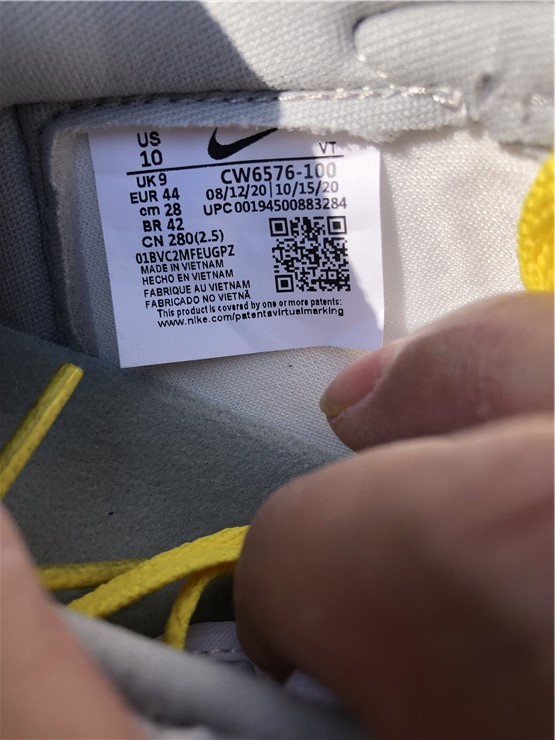 US
10
VT
UK 9
EUR 44
cm 28
BR 42
CN 280(2.5)
CW6576-100
08/12/20 10/15/20
UPC 00194500883284
01BVC2MFEUGPZ
MADE IN VIETNAM
HECHO EN VIETNAM
FABRIQUE AU VIETNAM
FABRICADO NO VIETNÃ
This product is covered by one or more patents:
www.nike.com/patentsvirtualmarking